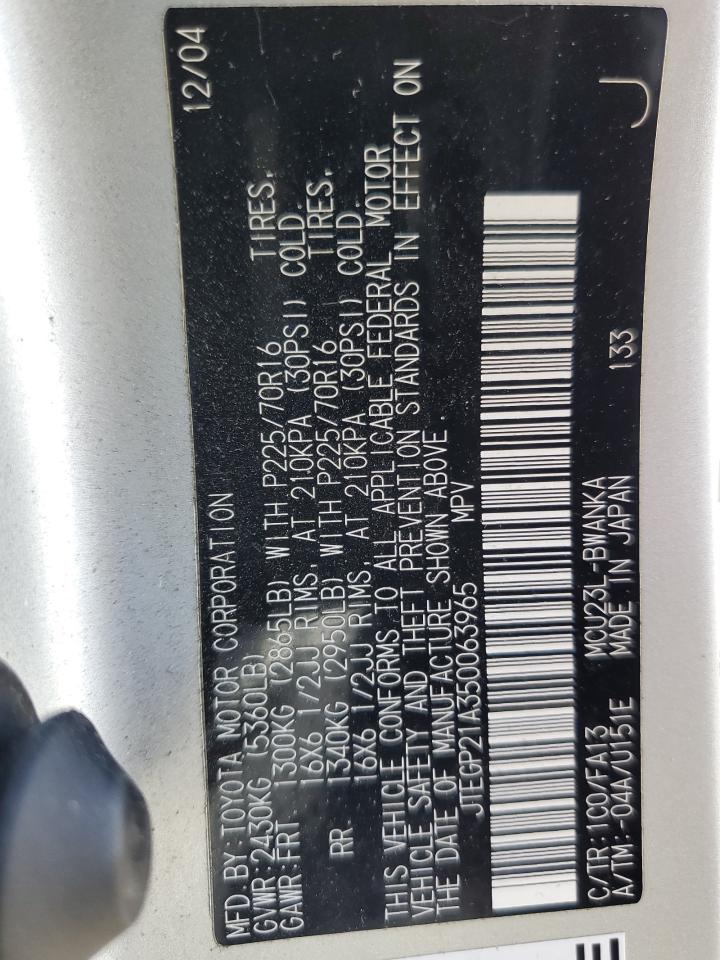 MFD.BY:TOYOTA MOTOR CORPORATION 12/04
GVWR:2430KG (5360LB)
GAWR:FRT 1300KG (2865LB) WITH P225/70R16 TIRES,
16X6 1/2JJ RIMS, AT 210KPA (30PSI) COLD.
RR. 1340KG (2950LB) WITH P225/70R16 TIRES,
16X6 1/2JJ RIMS, AT 210KPA (30PSI) COLD.
THIS VEHICLE CONFORMS TO ALL APPLICABLE FEDERAL MOTOR
VEHICLE SAFETY AND THEFT PREVENTION STANDARDS IN EFFECT ON
THE DATE OF MANUFACTURE SHOWN ABOVE.
JTEGP21A350063965 MPV
C/TR:1C0/FA13 MCU23L-BWANKA 133 J
A/TM:-04A/U151E MADE IN JAPAN
E